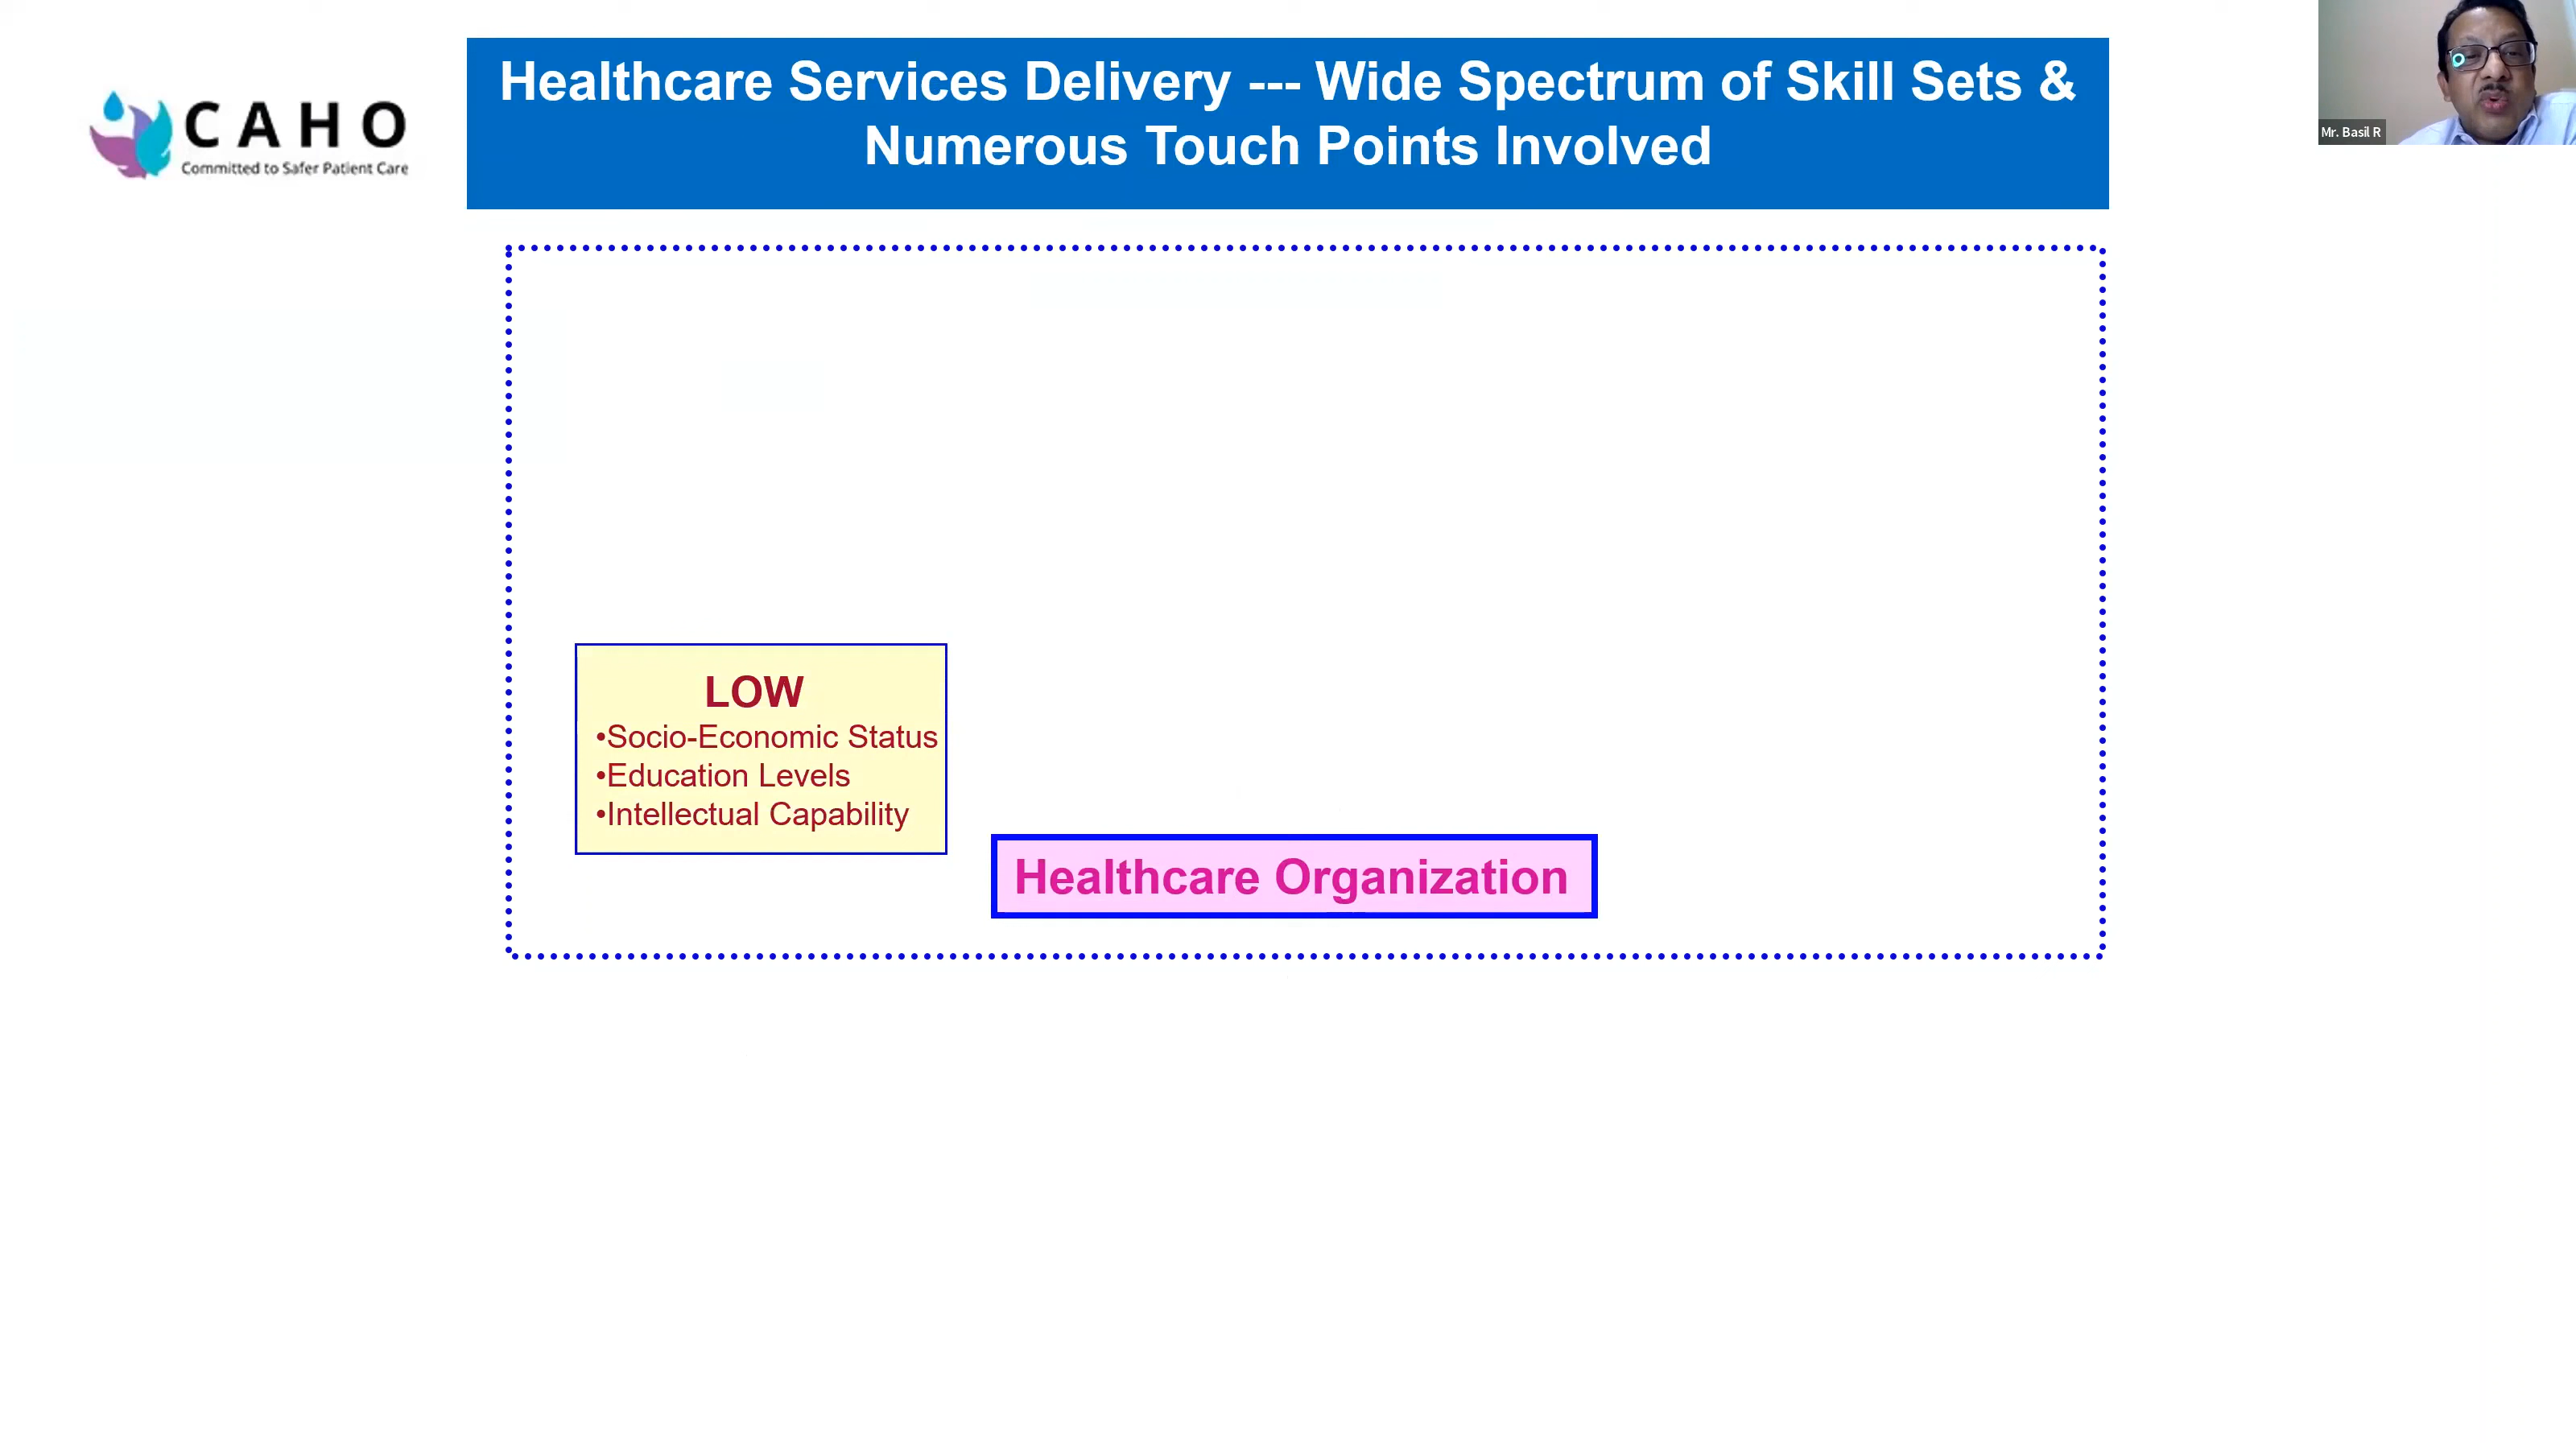 CAHO
Committed to Safer Patient Care
Healthcare Services Delivery --- Wide Spectrum of Skill Sets &
Numerous Touch Points Involved
Mr. Basil R
LOW
•Socio-Economic Status
•Education Levels
•Intellectual Capability
Healthcare Organization